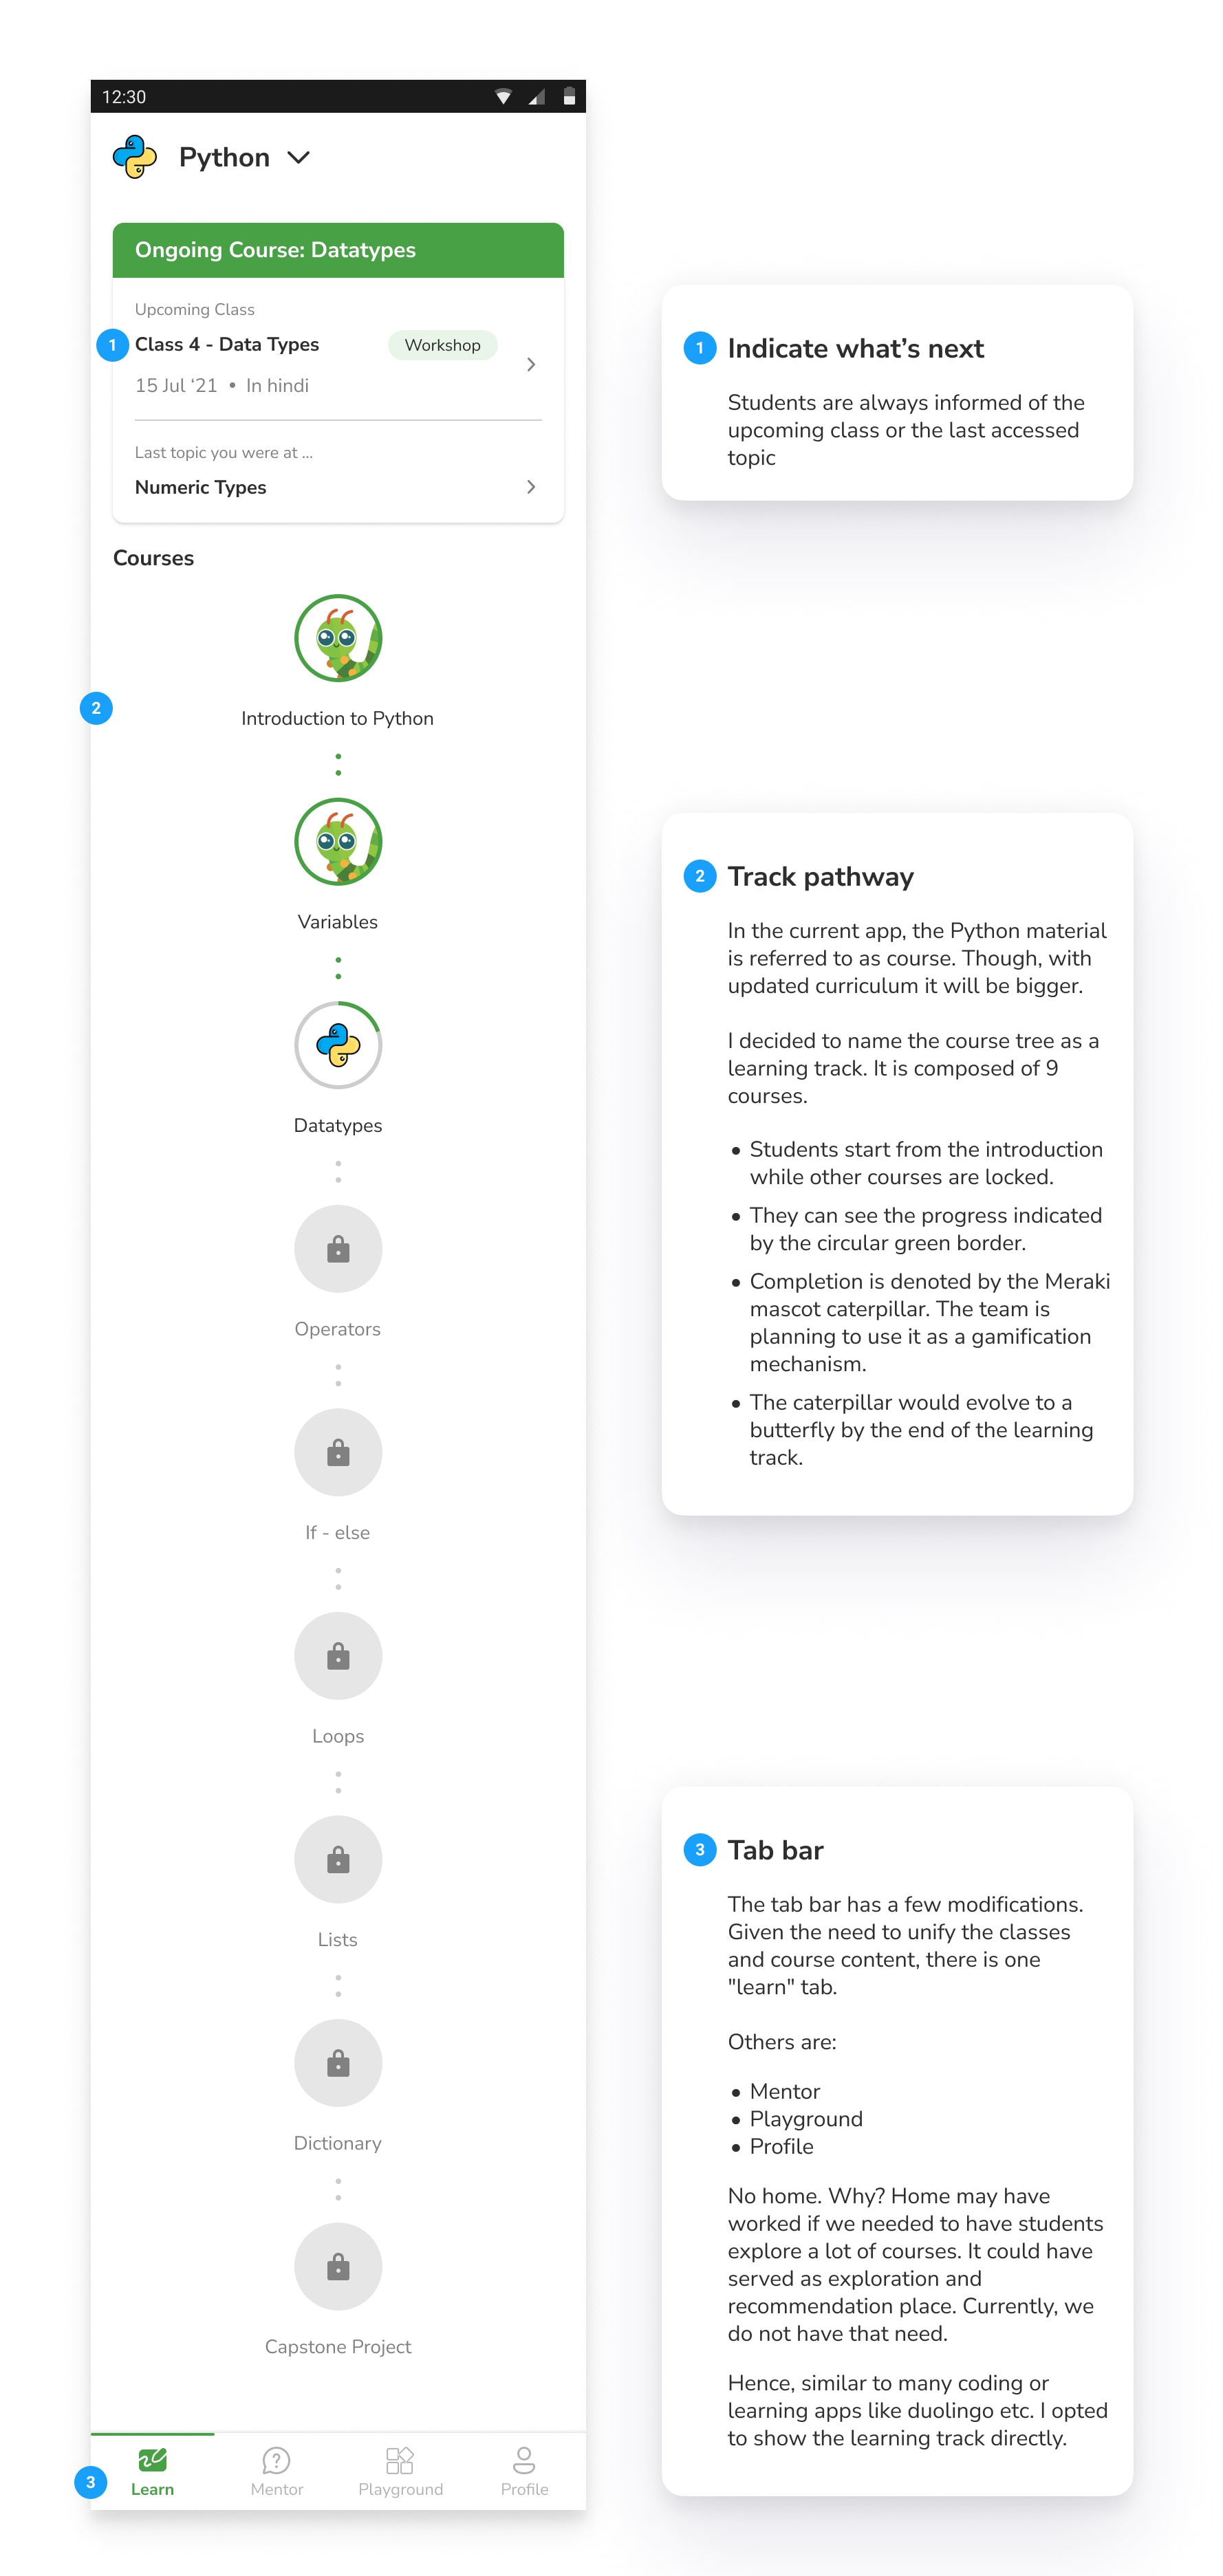 12:30
Python
Ongoing Course: Datatypes
Upcoming Class
1
Class 4 - Data Types
Workshop
15 Jul ‘21 • In hindi
Last topic you were at ...
Numeric Types
Courses
2
Introduction to Python
Variables
Datatypes
Operators
If - else
Loops
Lists
Dictionary
Capstone Project
3
Learn
Mentor
Playground
Profile
1 Indicate what’s next
Students are always informed of the
upcoming class or the last accessed
topic
2 Track pathway
In the current app, the Python material
is referred to as course. Though, with
updated curriculum it will be bigger.
I decided to name the course tree as a
learning track. It is composed of 9
courses.
• Students start from the introduction
while other courses are locked.
• They can see the progress indicated
by the circular green border.
• Completion is denoted by the Meraki
mascot caterpillar. The team is
planning to use it as a gamification
mechanism.
• The caterpillar would evolve to a
butterfly by the end of the learning
track.
3 Tab bar
The tab bar has a few modifications.
Given the need to unify the classes
and course content, there is one
"learn" tab.
Others are:
• Mentor
• Playground
• Profile
No home. Why? Home may have
worked if we needed to have students
explore a lot of courses. It could have
served as exploration and
recommendation place. Currently, we
do not have that need.
Hence, similar to many coding or
learning apps like duolingo etc. I opted
to show the learning track directly.